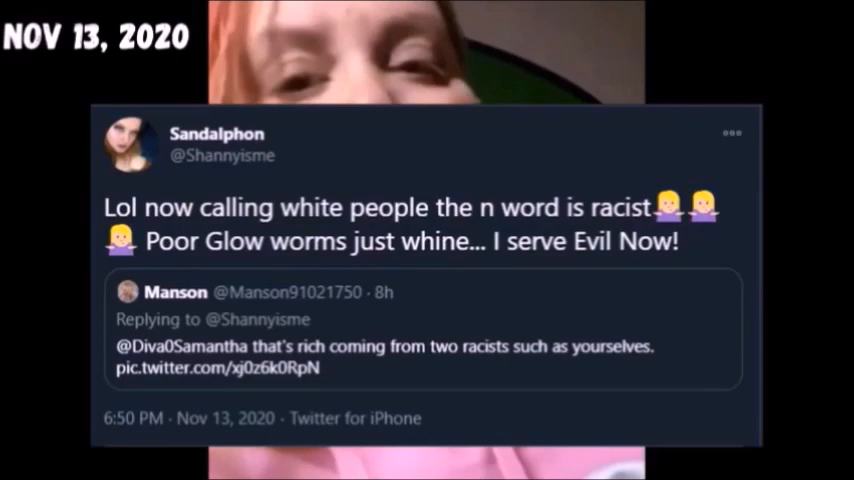 NOV 13, 2020
Sandalphon
@Shannyisme
Lol now calling white people the n word is racist🤷🏼‍♀️🤷🏼‍♀️
🤷🏼‍♀️ Poor Glow worms just whine... I serve Evil Now!
Manson @Manson91021750 · 8h
Replying to @Shannyisme
@Diva0Samantha that's rich coming from two racists such as yourselves.
pic.twitter.com/xj0z6k0RpN
6:50 PM · Nov 13, 2020 · Twitter for iPhone